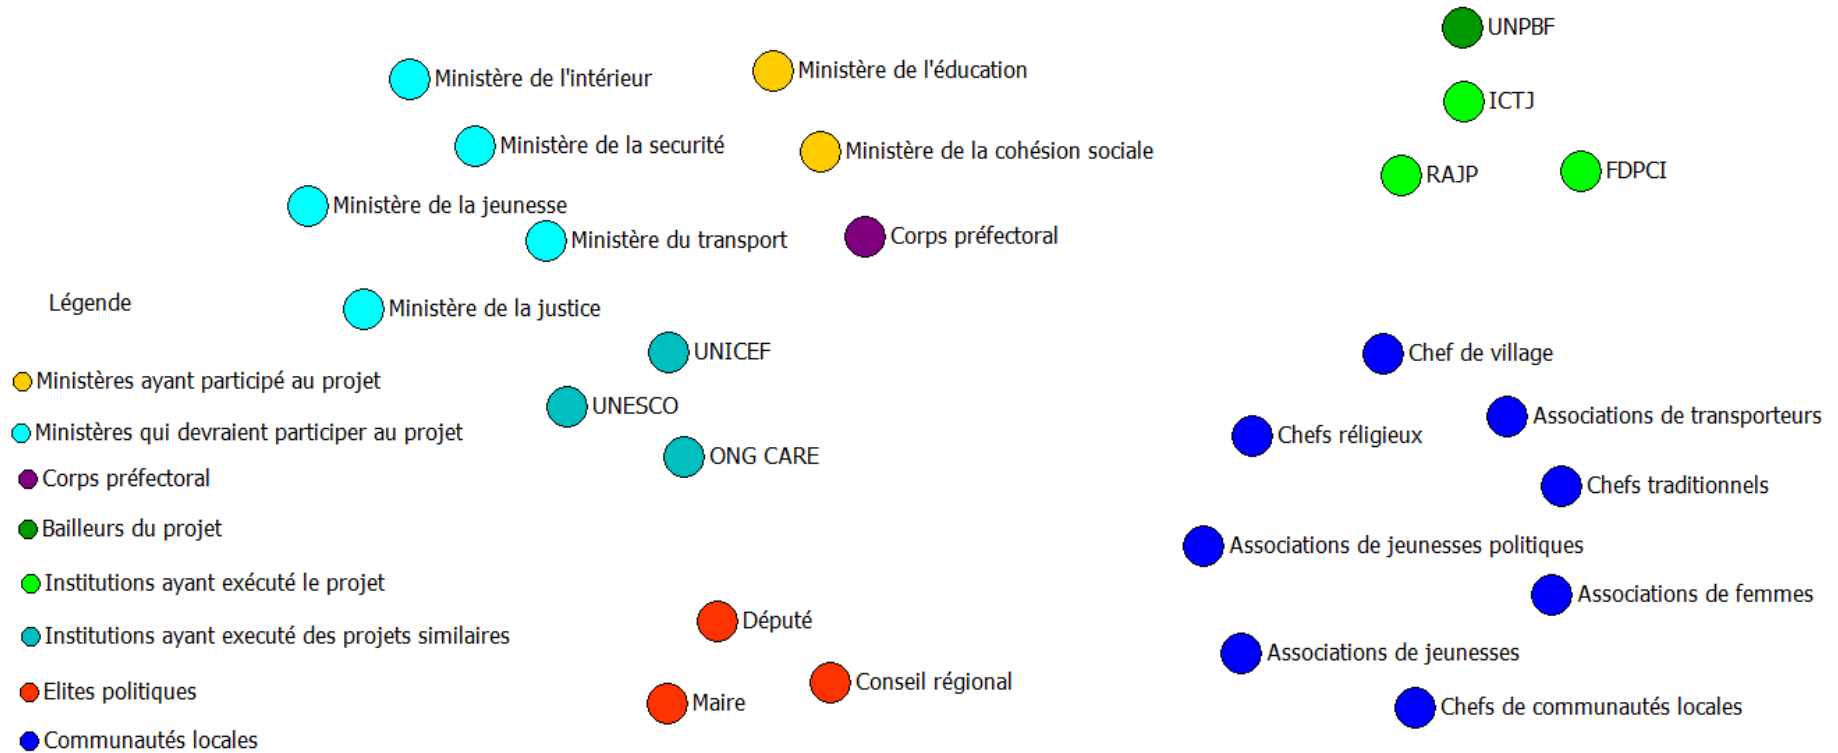 UNPBF
Ministère de l'intérieur
Ministère de l'éducation
ICTJ
Ministère de la securité
Ministère de la cohésion sociale
RAJP
FDPCI
Ministère de la jeunesse
Ministère du transport
Corps préfectoral
Légende
Ministère de la justice
UNICEF
Chef de village
Ministères ayant participé au projet
UNESCO
Associations de transporteurs
Ministères qui devraient participer au projet
Chefs réligieux
ONG CARE
Corps préfectoral
Chefs traditionnels
Bailleurs du projet
Associations de jeunesses politiques
Institutions ayant exécuté le projet
Associations de femmes
Institutions ayant executé des projets similaires
Député
Associations de jeunesses
Elites politiques
Conseil régional
Maire
Chefs de communautés locales
Communautés locales